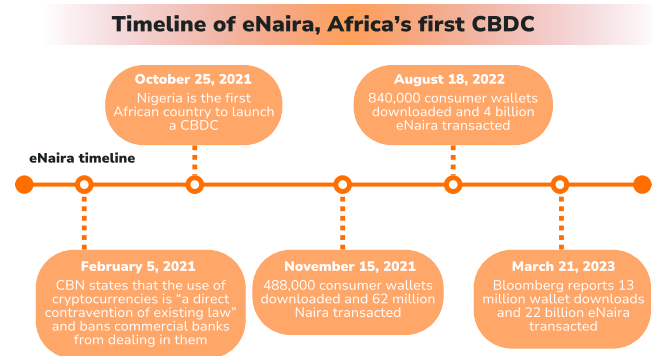 Timeline of eNaira, Africa's first CBDC
October 25, 2021
Nigeria is the first
African country to launch
a CBDC
August 18, 2022
840,000 consumer wallets
downloaded and 4 billion
eNaira transacted
eNaira timeline
February 5, 2021
CBN states that the use of
cryptocurrencies is "a direct
contravention of existing law"
and bans commercial banks
from dealing in them
November 15, 2021
488,000 consumer wallets
downloaded and 62 million
Naira transacted
March 21, 2023
Bloomberg reports 13
million wallet downloads
and 22 billion eNaira
transacted